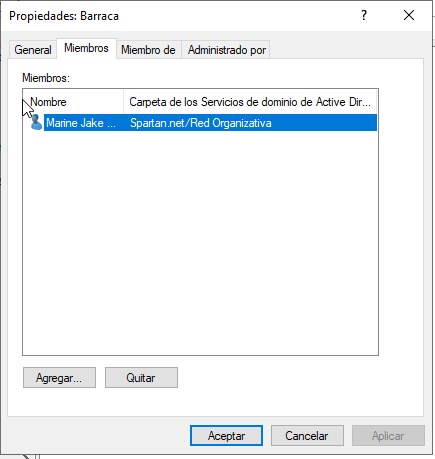 Propiedades: Barraca
?
General Miembros Miembro de Administrado por
Miembros:
Nombre Carpeta de los Servicios de dominio de Active Dir...
Marine Jake ... Spartan.net/Red Organizativa
Agregar... Quitar
Aceptar Cancelar Aplicar